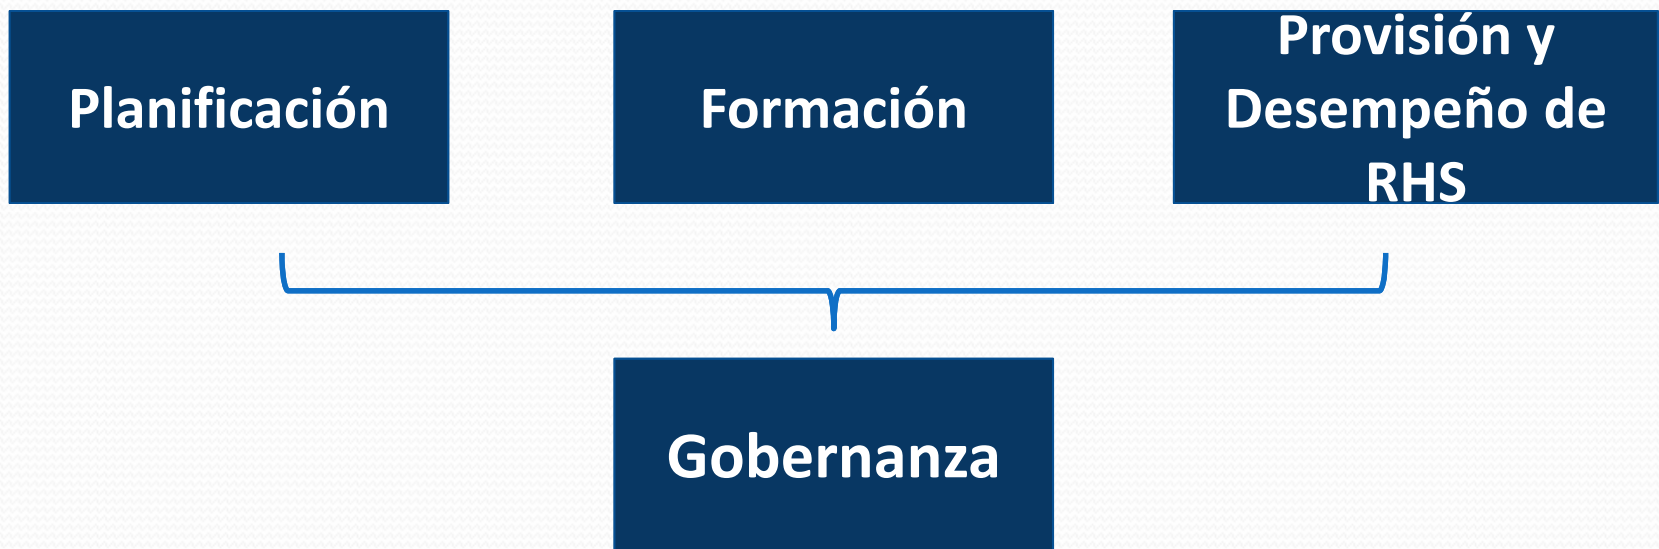 Planificación
Formación
Provisión y
Desempeño de
RHS
Gobernanza